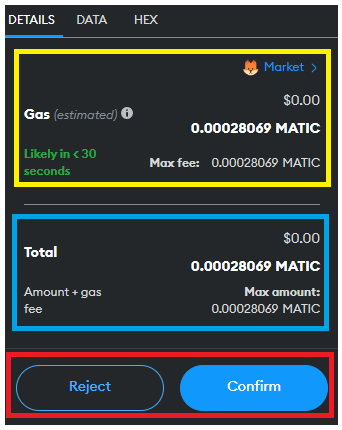 DETAILS DATA HEX
Market >
$0.00
Gas (estimated) i
0.00028069 MATIC
Likely in < 30
seconds
Max fee: 0.00028069 MATIC
$0.00
Total
0.00028069 MATIC
Amount + gas
fee
Max amount:
0.00028069 MATIC
Reject Confirm